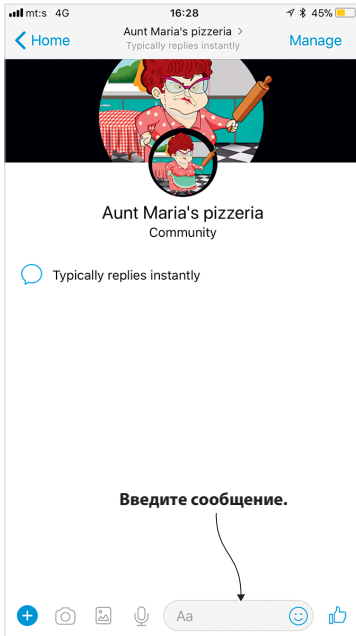 mt:s 4G 16:28 45%
Home Aunt Maria's pizzeria Manage
Typically replies instantly
Aunt Maria's pizzeria
Community
Typically replies instantly
Введите сообщение.
Aa